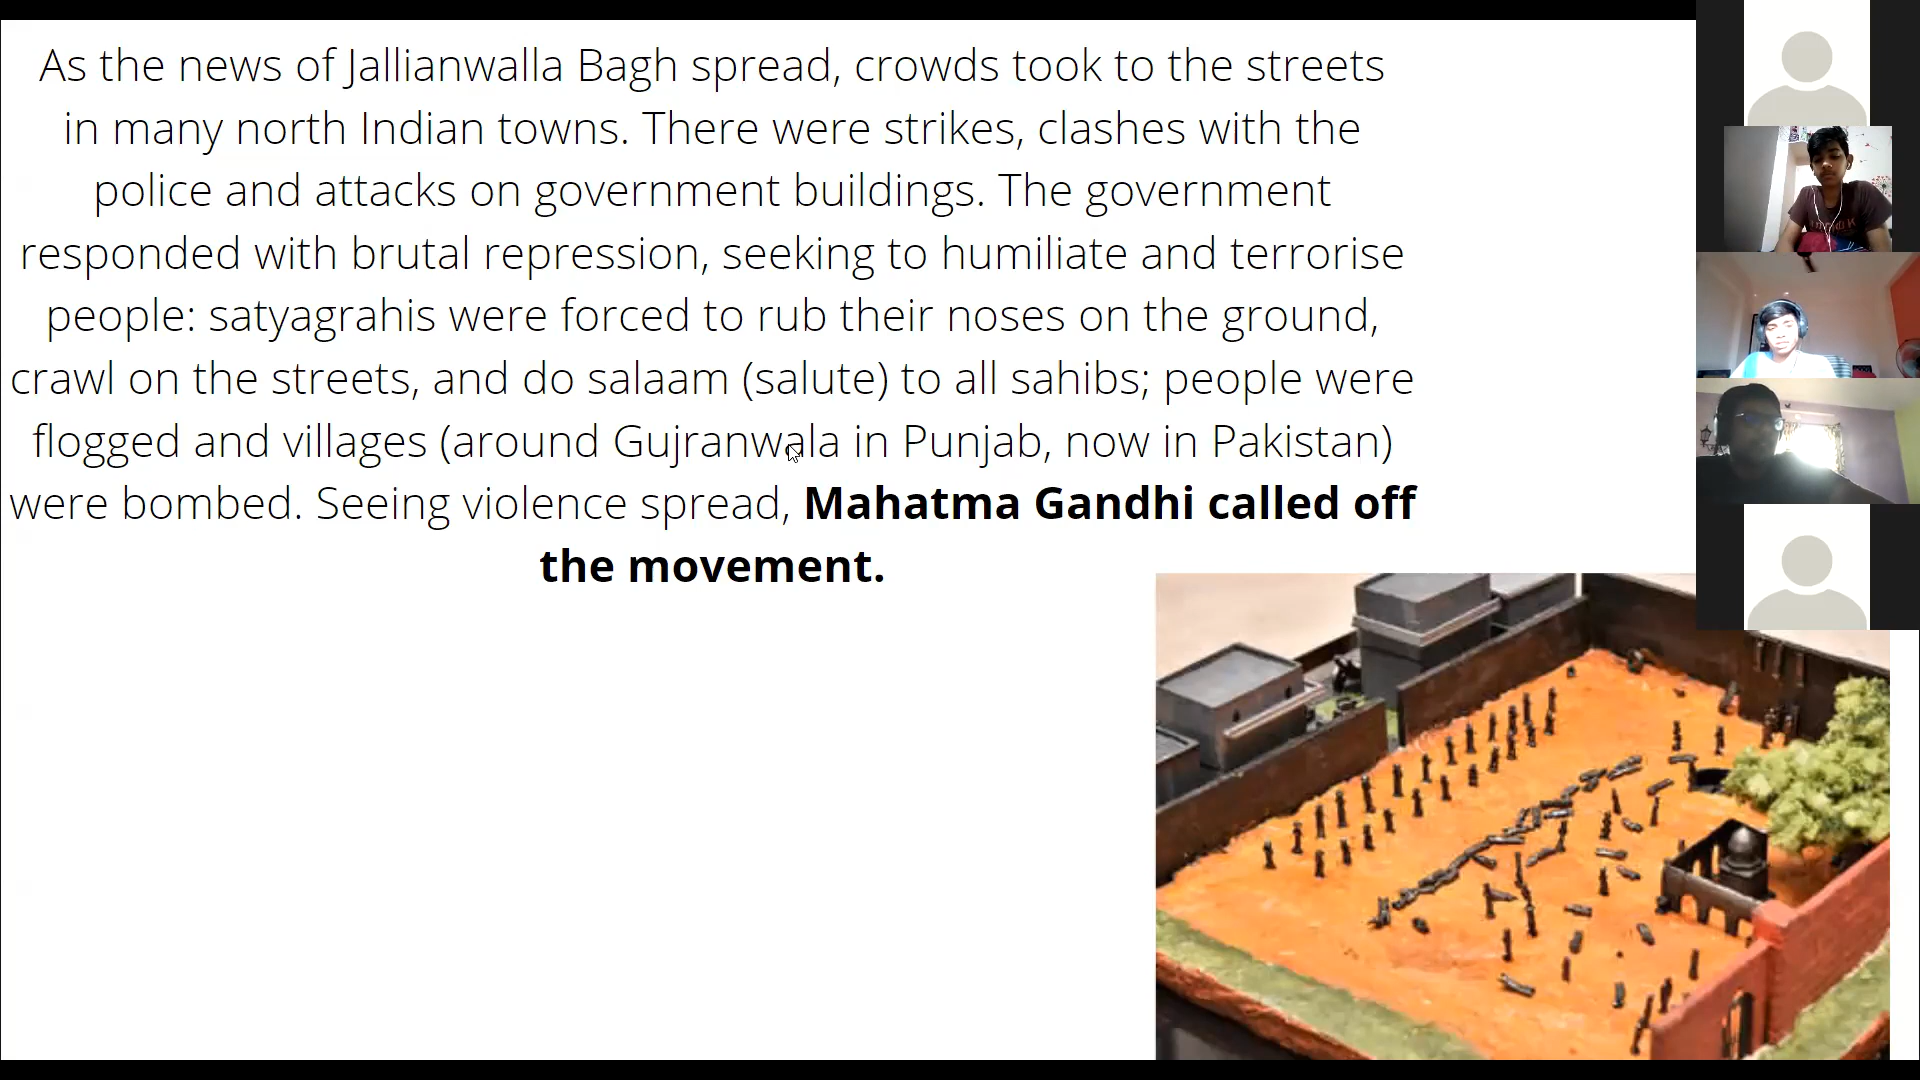 As the news of Jallianwalla Bagh spread, crowds took to the streets
in many north Indian towns. There were strikes, clashes with the
police and attacks on government buildings. The government
responded with brutal repression, seeking to humiliate and terrorise
people: satyagrahis were forced to rub their noses on the ground,
crawl on the streets, and do salaam (salute) to all sahibs; people were
flogged and villages (around Gujranwala in Punjab, now in Pakistan)
were bombed. Seeing violence spread, Mahatma Gandhi called off
the movement.